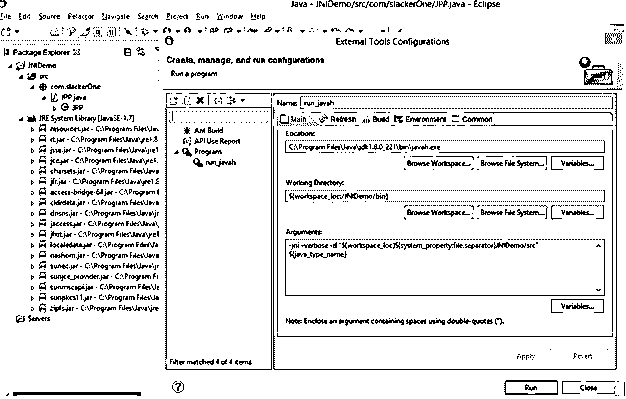 Java - JNIDemo/src/com/slackerOne/JPP.java - Eclipse
File Edit Source Refactor Navigate Search Project Run Window Help
Package Explorer
JNIDemo
src
com.slackerOne
JPP.java
JPP
JRE System Library [JavaSE-1.7]
resources.jar - C:\Program Files\Java\jre1.8
rt.jar - C:\Program Files\Java\jre1.8.
jsse.jar - C:\Program Files\Java\jre1.
jce.jar - C:\Program Files\Java\jre1.8
charsets.jar - C:\Program Files\Java\
jfr.jar - C:\Program Files\Java\jre1.8
access-bridge-64.jar - C:\Program F
cldrdata.jar - C:\Program Files\Java\
dnsns.jar - C:\Program Files\Java\jre
jaccess.jar - C:\Program Files\Java\jr
jfxrt.jar - C:\Program Files\Java\jre1.
localedata.jar - C:\Program Files\Jav
nashorn.jar - C:\Program Files\Java\
sunec.jar - C:\Program Files\Java\jre
sunjce_provider.jar - C:\Program Fi
sunmscapi.jar - C:\Program Files\Ja
sunpkcs11.jar - C:\Program Files\Ja
zipfs.jar - C:\Program Files\Java\jre
Servers
External Tools Configurations
Create, manage, and run configurations
Run a program
Ant Build
API Use Report
Programs
run_javah
Filter matched 4 of 4 items
Name: run_javah
Main Refresh Build Environment Common
Location:
C:\Program Files\Java\jdk1.8.0_221\bin\javah.exe
Browse Workspace... Browse File System... Variables...
Working Directory:
${workspace_loc:/JNIDemo/bin}
Browse Workspace... Browse File System... Variables...
Arguments:
-jni -verbose -d "${workspace_loc}${system_property:file.separator}JNIDemo/src"
${java_type_name}
Variables...
Note: Enclose an argument containing spaces using double-quotes (").
Apply Revert
Run Close